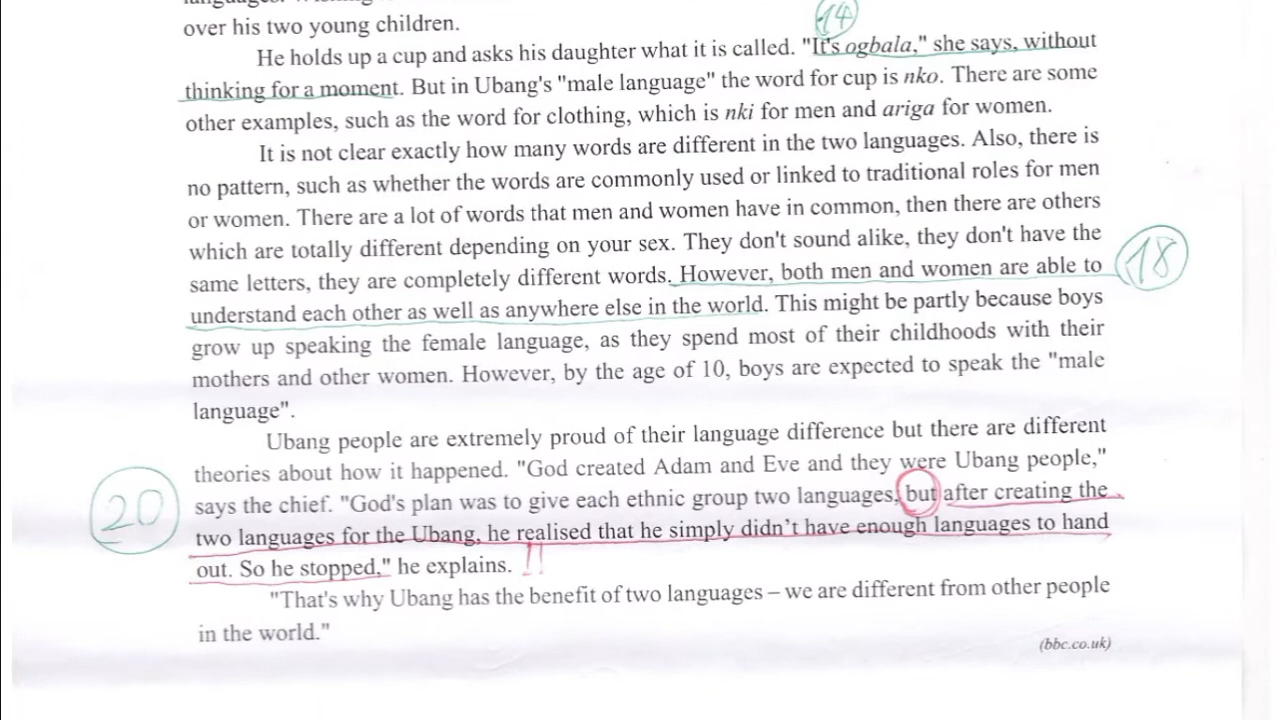 over his two young children.
14
He holds up a cup and asks his daughter what it is called. "It's ogbala," she says, without
thinking for a moment. But in Ubang's "male language" the word for cup is nko. There are some
other examples, such as the word for clothing, which is nki for men and ariga for women.
It is not clear exactly how many words are different in the two languages. Also, there is
no pattern, such as whether the words are commonly used or linked to traditional roles for men
or women. There are a lot of words that men and women have in common, then there are others
which are totally different depending on your sex. They don't sound alike, they don't have the
same letters, they are completely different words. However, both men and women are able to
18
understand each other as well as anywhere else in the world. This might be partly because boys
grow up speaking the female language, as they spend most of their childhoods with their
mothers and other women. However, by the age of 10, boys are expected to speak the "male
language".
Ubang people are extremely proud of their language difference but there are different
theories about how it happened. "God created Adam and Eve and they were Ubang people,"
20
says the chief. "God's plan was to give each ethnic group two languages, but after creating the
two languages for the Ubang, he realised that he simply didn't have enough languages to hand
out. So he stopped," he explains. !!
"That's why Ubang has the benefit of two languages – we are different from other people
in the world."
(bbc.co.uk)